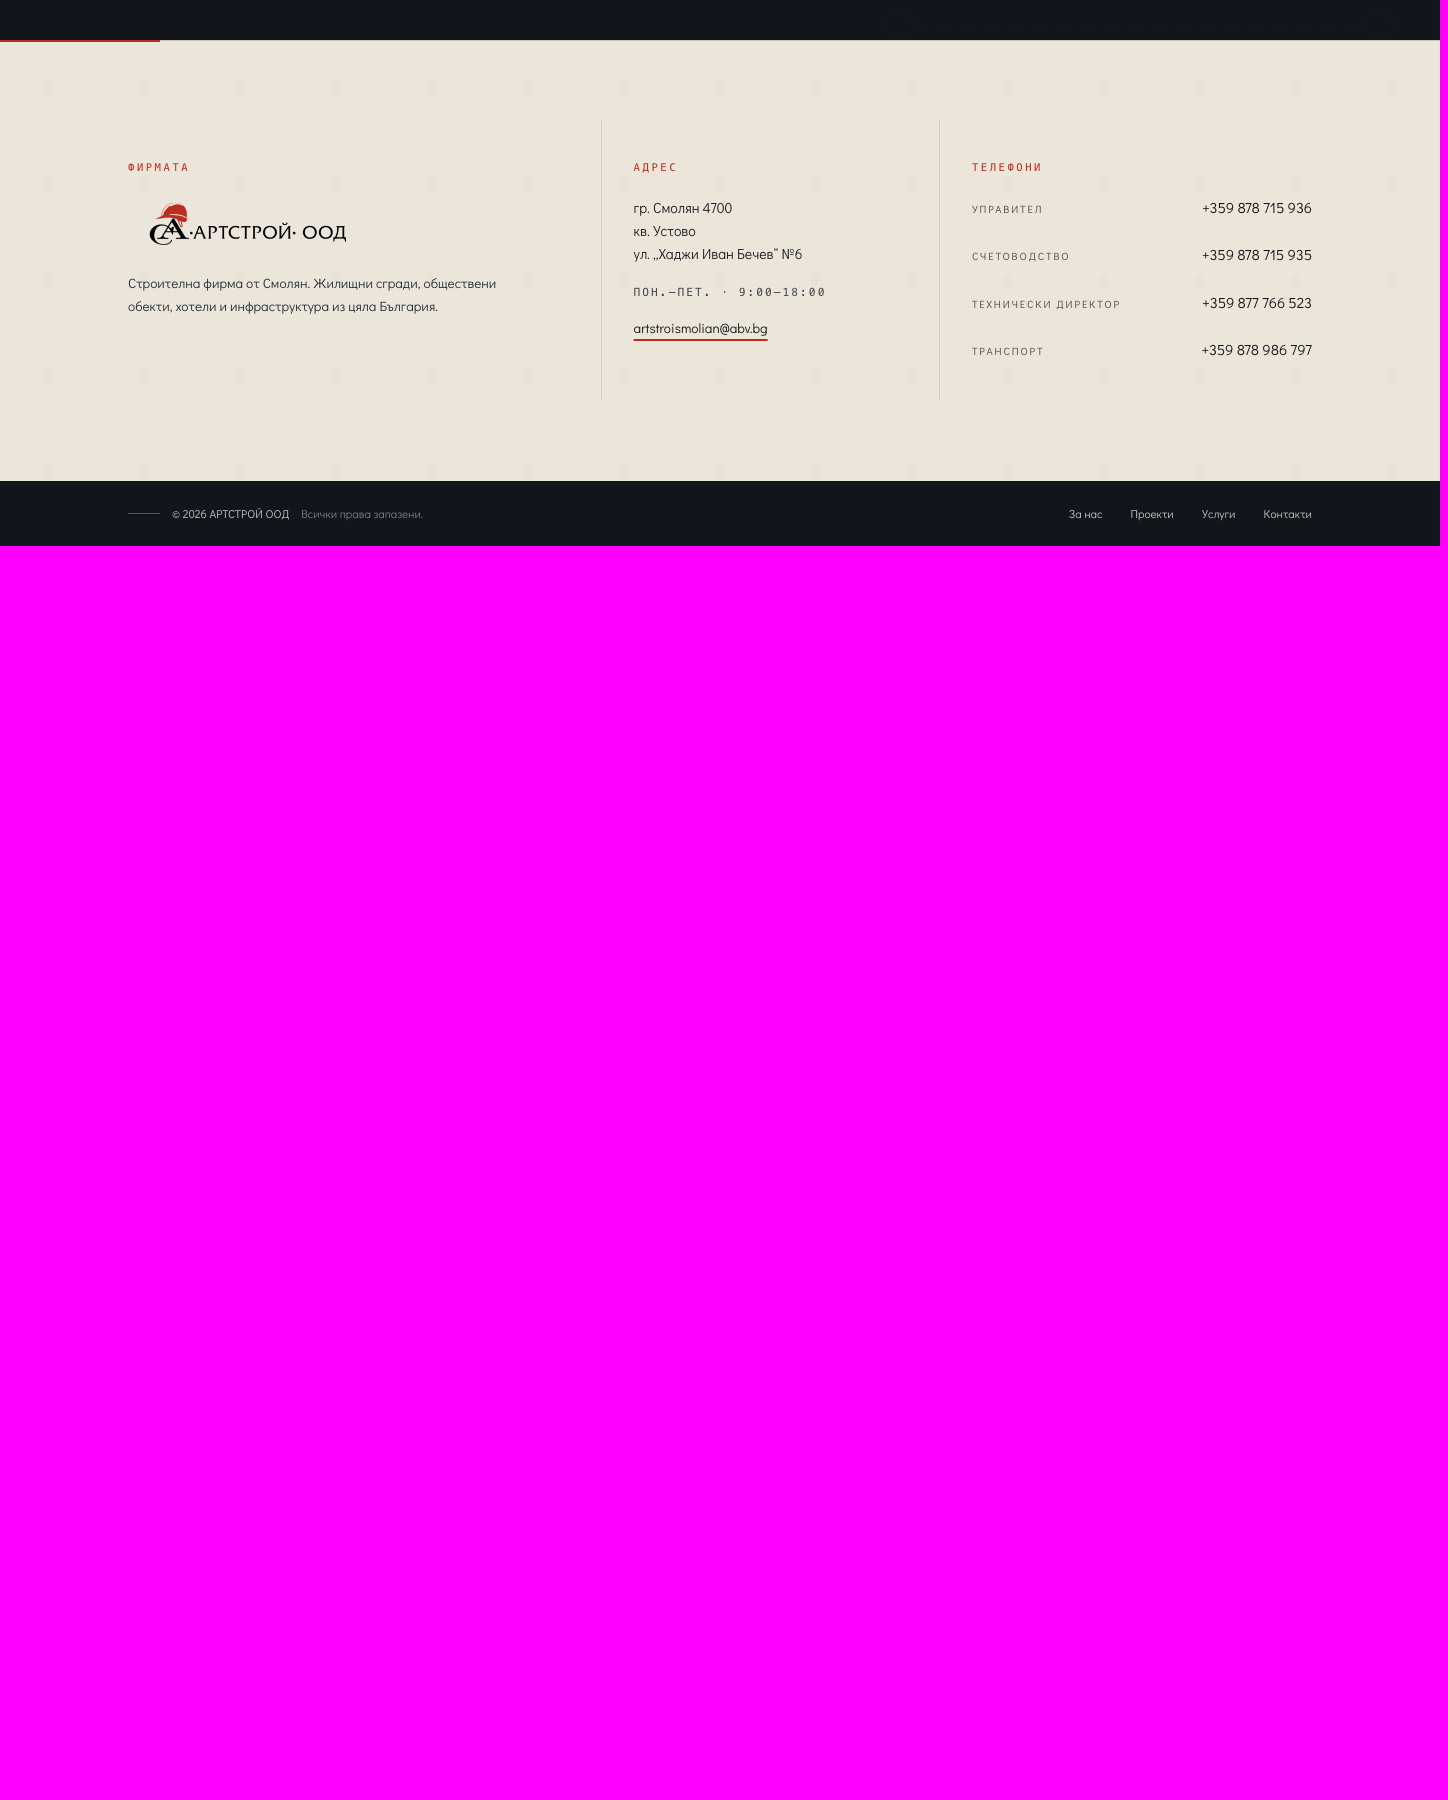 ФИРМАТА
А·АРТСТРОЙ· ООД
Строителна фирма от Смолян. Жилищни сгради, обществени
обекти, хотели и инфраструктура из цяла България.
АДРЕС
гр. Смолян 4700
кв. Устово
ул. „Хаджи Иван Бечев“ №6
ПОН.—ПЕТ. · 9:00—18:00
artstroismolian@abv.bg
ТЕЛЕФОНИ
УПРАВИТЕЛ +359 878 715 936
СЧЕТОВОДСТВО +359 878 715 935
ТЕХНИЧЕСКИ ДИРЕКТОР +359 877 766 523
ТРАНСПОРТ +359 878 986 797
© 2026 АРТСТРОЙ ООД Всички права запазени.
За нас Проекти Услуги Контакти